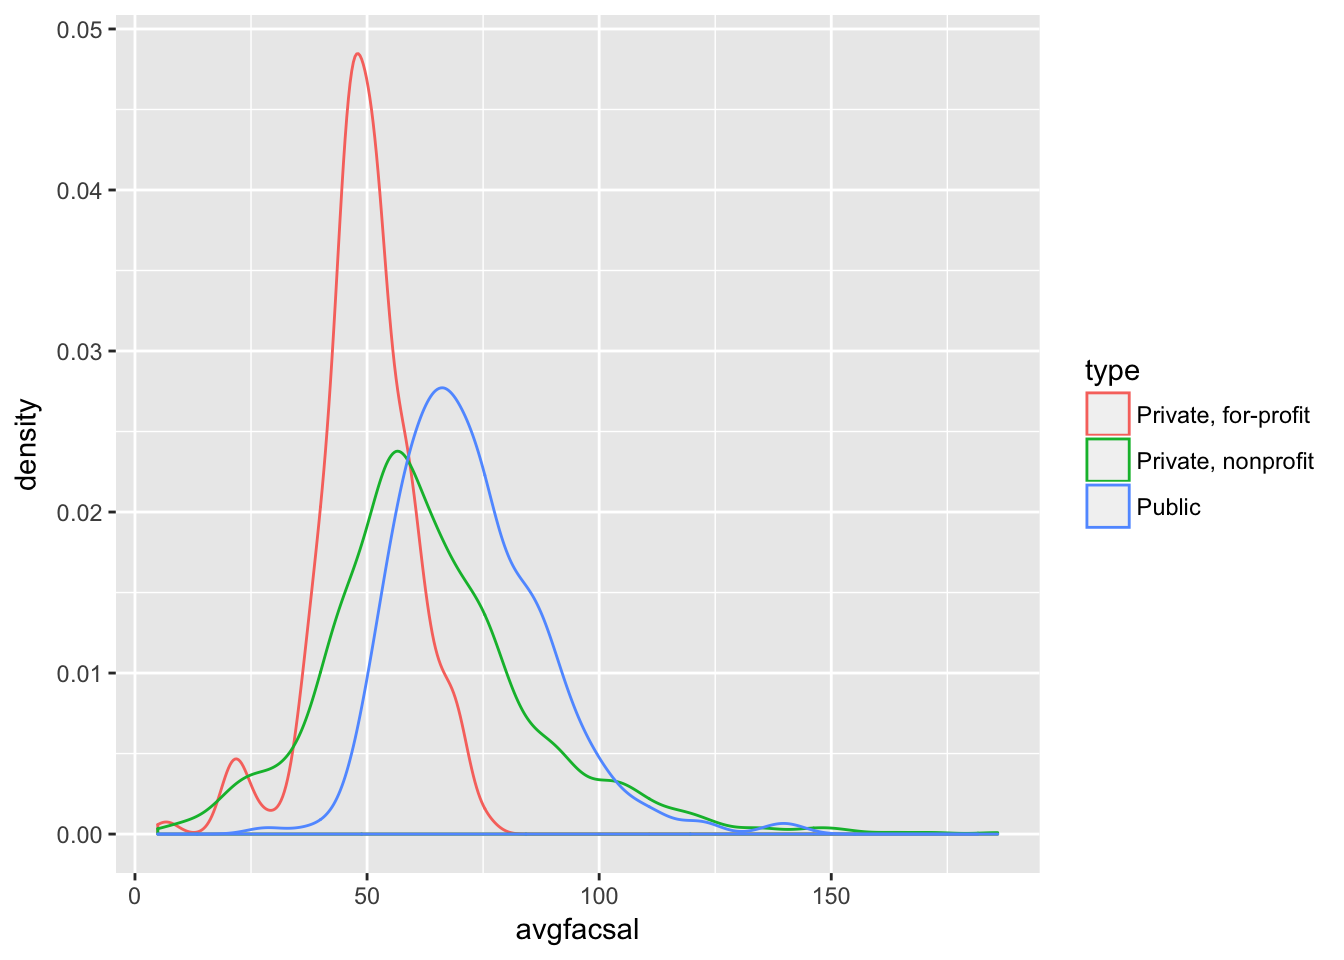 0.05
0.04
0.03
0.02
0.01
0.00
density
0
50
100
150
avgfacsal
type
Private, for-profit
Private, nonprofit
Public